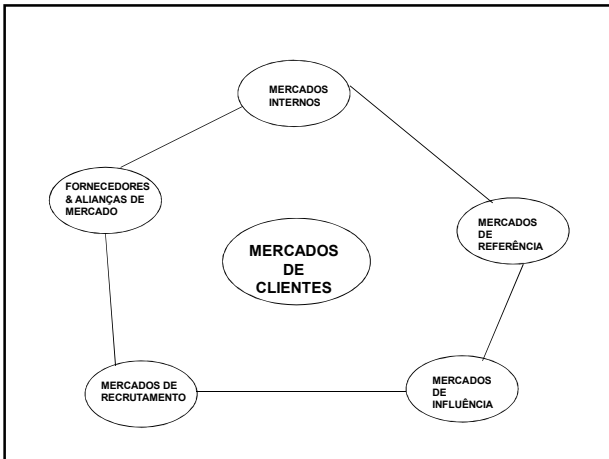 MERCADOS
INTERNOS
FORNECEDORES
& ALIANÇAS DE
MERCADO
MERCADOS
DE
REFERÊNCIA
MERCADOS
DE
CLIENTES
MERCADOS DE
RECRUTAMENTO
MERCADOS
DE
INFLUÊNCIA